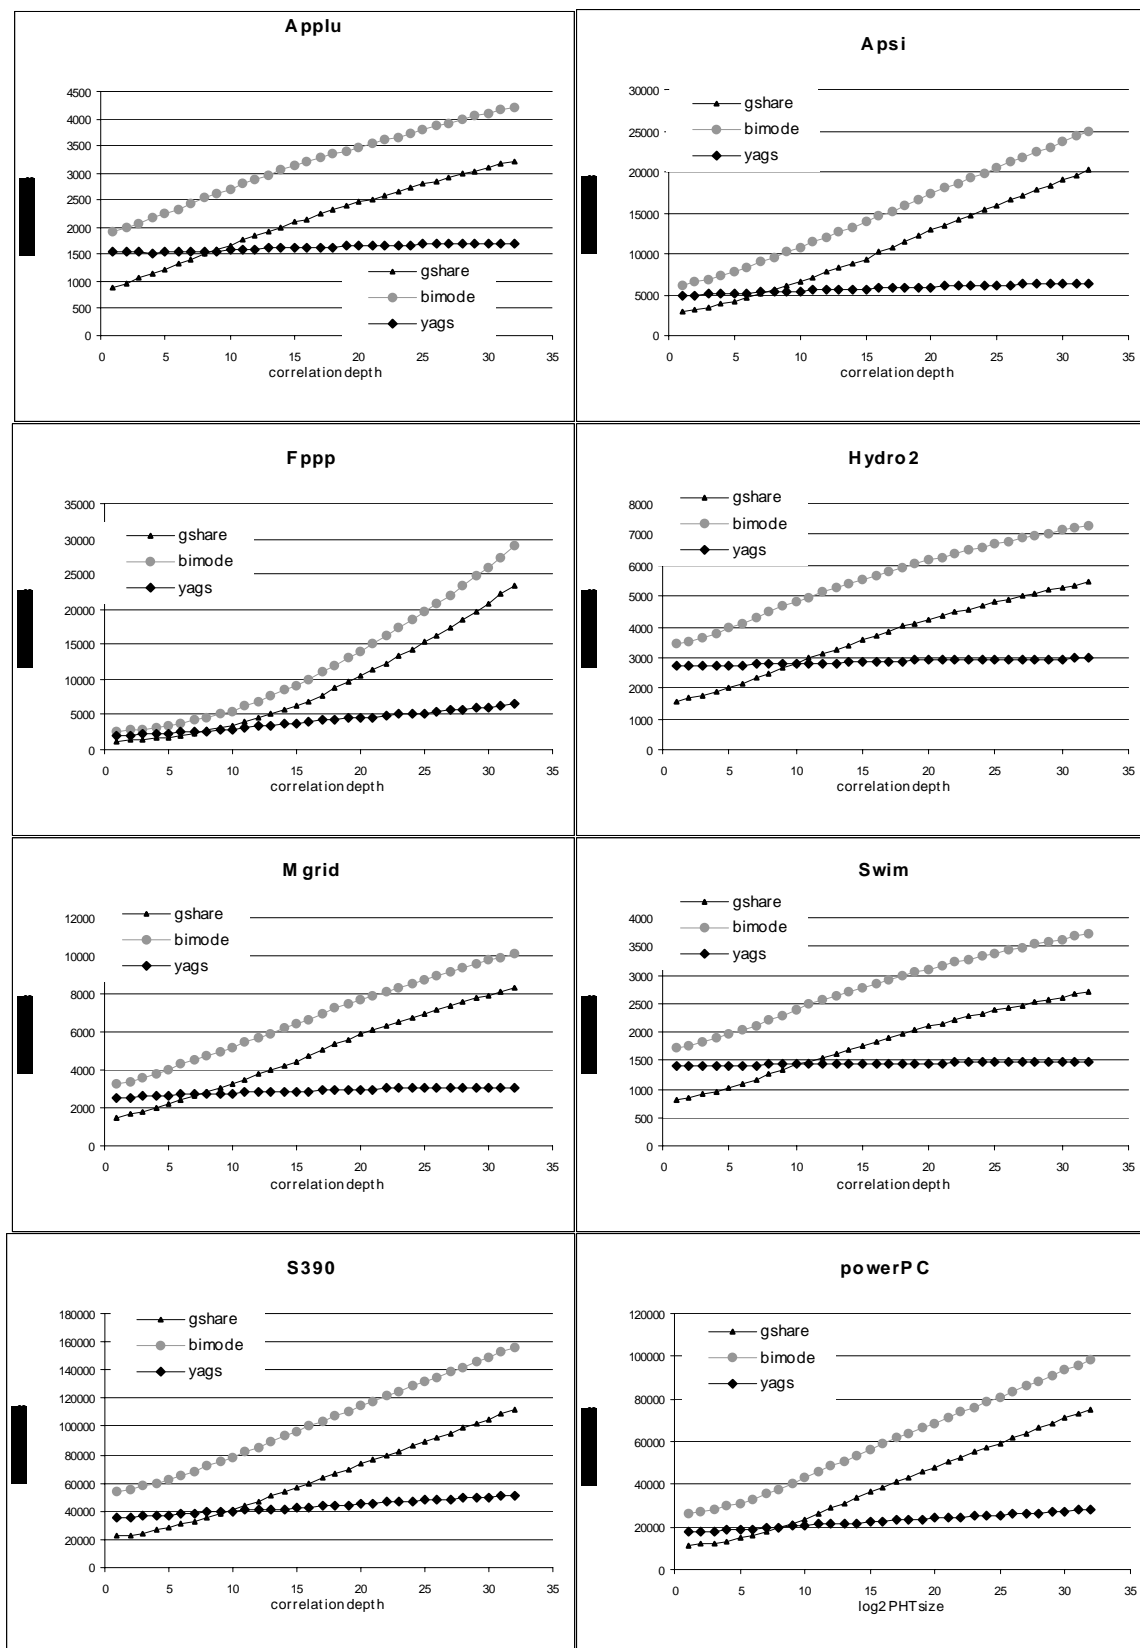 Applu
4500
4000
3500
3000
2500
2000
1500
1000
500
0
gshare
bimode
yags
0 5 10 15 20 25 30 35
correlation depth
Apsi
30000
25000
20000
15000
10000
5000
0
gshare
bimode
yags
0 5 10 15 20 25 30 35
correlation depth
Fppp
35000
30000
25000
20000
15000
10000
5000
0
gshare
bimode
yags
0 5 10 15 20 25 30 35
correlation depth
Hydro2
8000
7000
6000
5000
4000
3000
2000
1000
0
gshare
bimode
yags
0 5 10 15 20 25 30 35
correlation depth
Mgrid
12000
10000
8000
6000
4000
2000
0
gshare
bimode
yags
0 5 10 15 20 25 30 35
correlation depth
Swim
4000
3500
3000
2500
2000
1500
1000
500
0
gshare
bimode
yags
0 5 10 15 20 25 30 35
correlation depth
S390
180000
160000
140000
120000
100000
80000
60000
40000
20000
0
gshare
bimode
yags
0 5 10 15 20 25 30 35
correlation depth
powerPC
120000
100000
80000
60000
40000
20000
0
gshare
bimode
yags
0 5 10 15 20 25 30 35
log2 PHT size